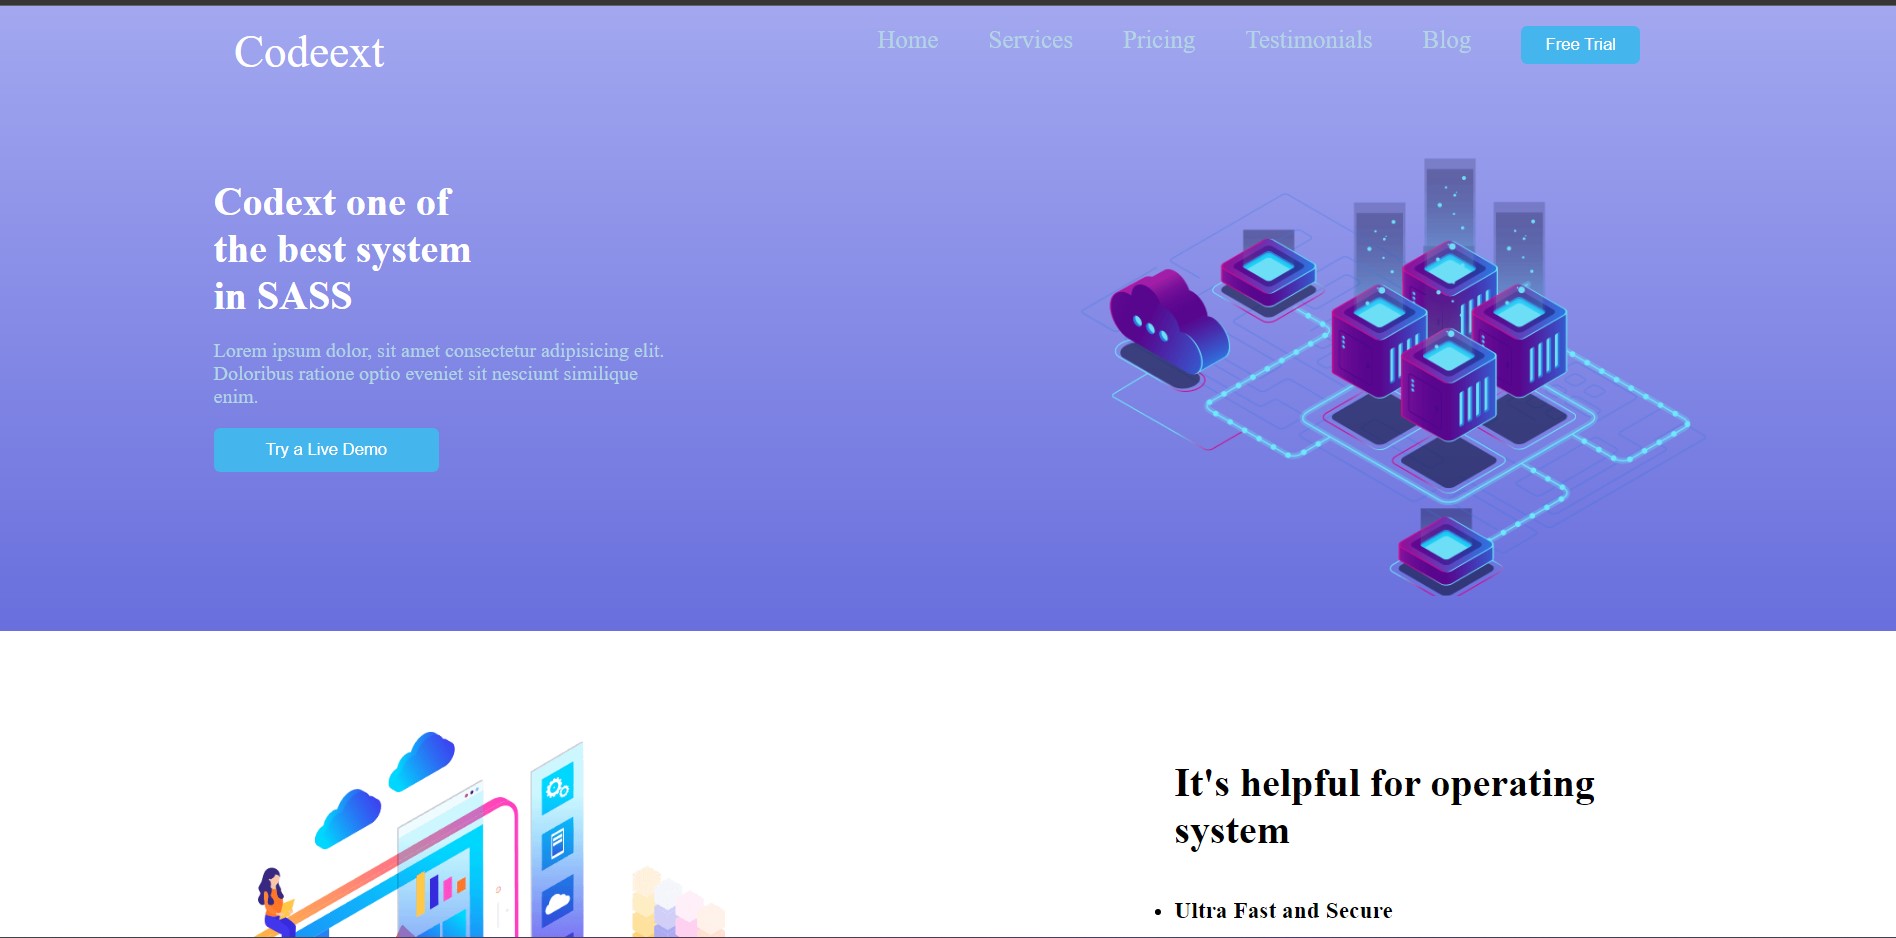 Codeext
Home Services Pricing Testimonials Blog Free Trial
Codext one of
the best system
in SASS
Lorem ipsum dolor, sit amet consectetur adipisicing elit.
Doloribus ratione optio eveniet sit nesciunt similique
enim.
Try a Live Demo
It's helpful for operating
system
• Ultra Fast and Secure